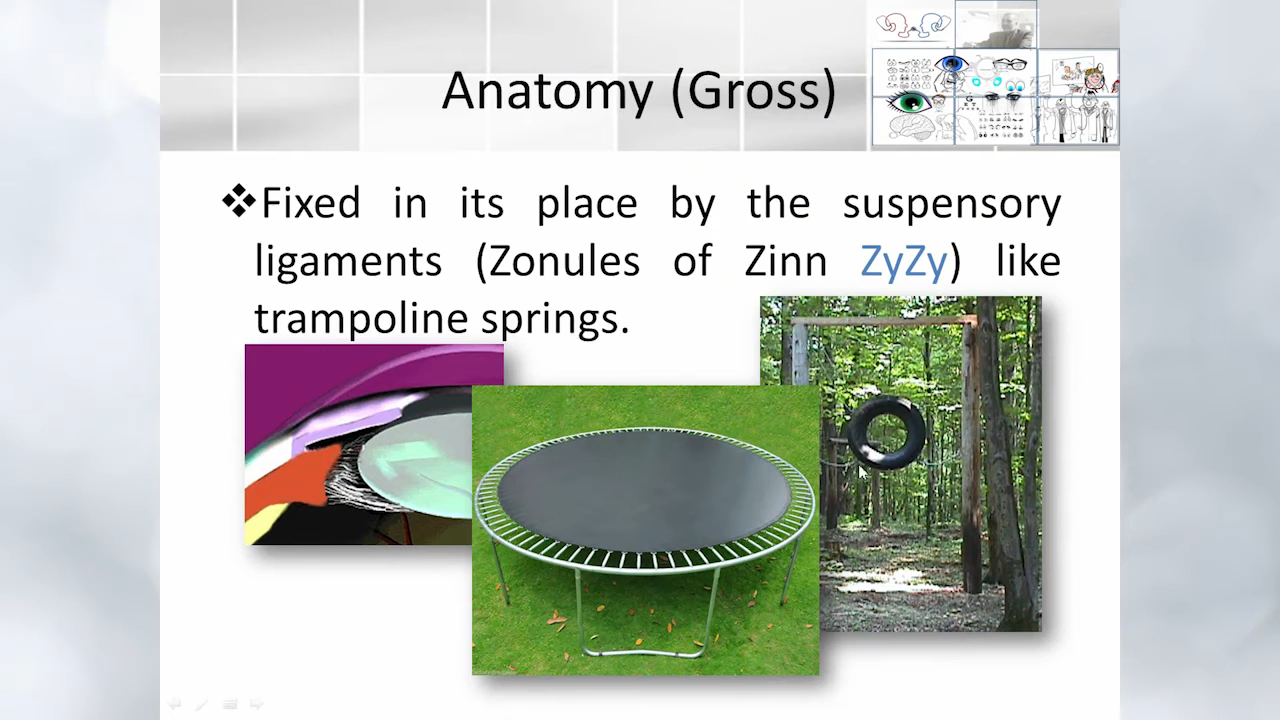 Anatomy (Gross)
❖Fixed in its place by the suspensory
ligaments (Zonules of Zinn ZyZy) like
trampoline springs.